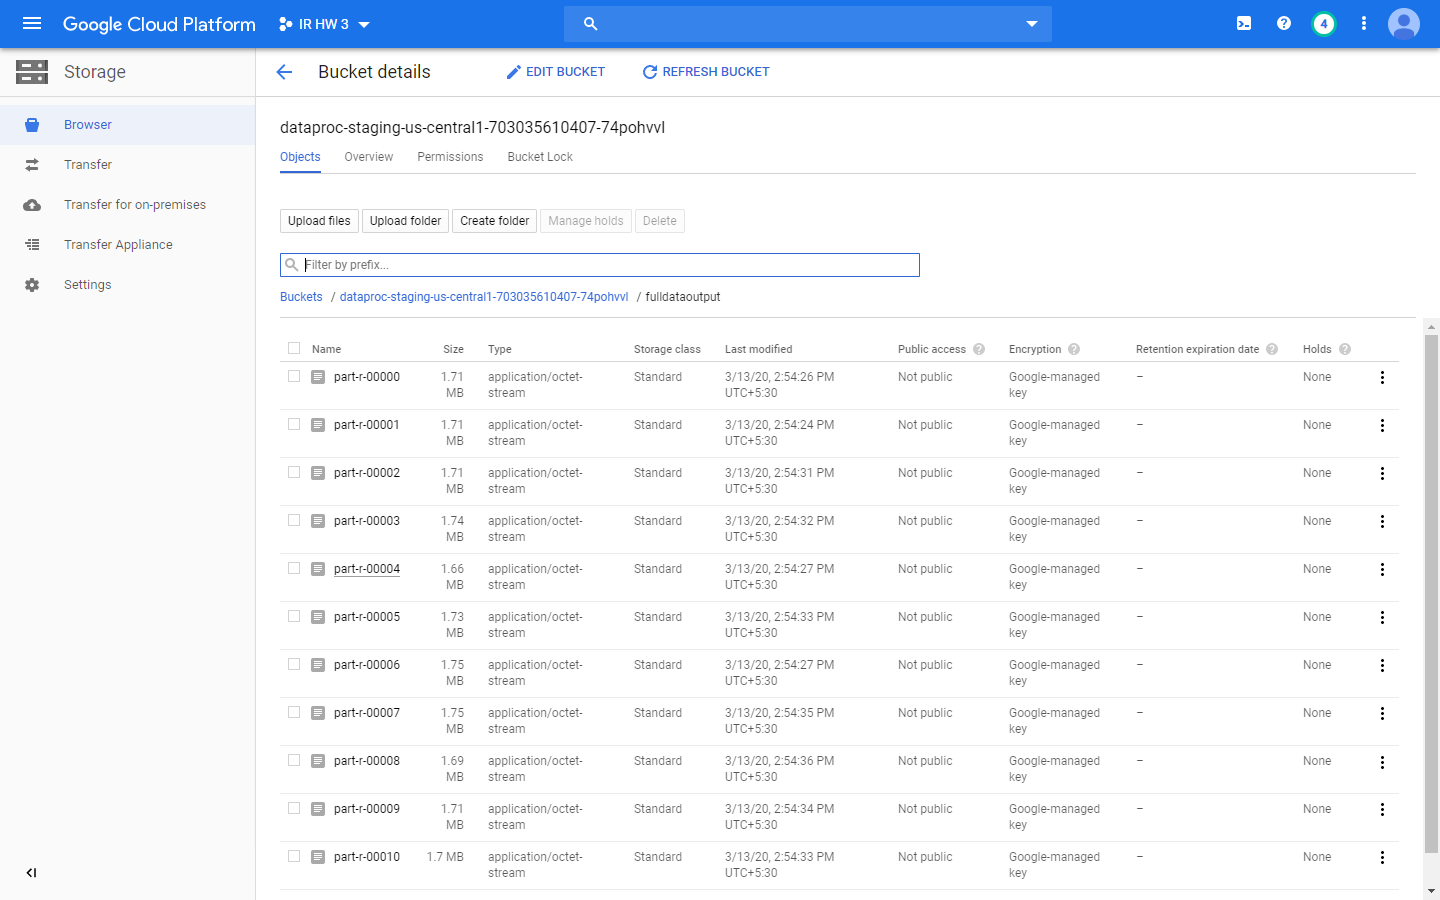 Google Cloud Platform
IR HW 3
4
Storage
Bucket details
EDIT BUCKET
REFRESH BUCKET
Browser
Transfer
Transfer for on-premises
Transfer Appliance
Settings
dataproc-staging-us-central1-703035610407-74pohvvl
Objects Overview Permissions Bucket Lock
Upload files Upload folder Create folder Manage holds Delete
Filter by prefix...
Buckets / dataproc-staging-us-central1-703035610407-74pohvvl / fulldataoutput
Name Size Type Storage class Last modified Public access Encryption Retention expiration date Holds
part-r-00000 1.71 application/octet- Standard 3/13/20, 2:54:26 PM Not public Google-managed – None
MB stream UTC+5:30 key
part-r-00001 1.71 application/octet- Standard 3/13/20, 2:54:24 PM Not public Google-managed – None
MB stream UTC+5:30 key
part-r-00002 1.71 application/octet- Standard 3/13/20, 2:54:31 PM Not public Google-managed – None
MB stream UTC+5:30 key
part-r-00003 1.74 application/octet- Standard 3/13/20, 2:54:32 PM Not public Google-managed – None
MB stream UTC+5:30 key
part-r-00004 1.66 application/octet- Standard 3/13/20, 2:54:27 PM Not public Google-managed – None
MB stream UTC+5:30 key
part-r-00005 1.73 application/octet- Standard 3/13/20, 2:54:33 PM Not public Google-managed – None
MB stream UTC+5:30 key
part-r-00006 1.75 application/octet- Standard 3/13/20, 2:54:27 PM Not public Google-managed – None
MB stream UTC+5:30 key
part-r-00007 1.75 application/octet- Standard 3/13/20, 2:54:35 PM Not public Google-managed – None
MB stream UTC+5:30 key
part-r-00008 1.69 application/octet- Standard 3/13/20, 2:54:36 PM Not public Google-managed – None
MB stream UTC+5:30 key
part-r-00009 1.71 application/octet- Standard 3/13/20, 2:54:34 PM Not public Google-managed – None
MB stream UTC+5:30 key
part-r-00010 1.7 MB application/octet- Standard 3/13/20, 2:54:33 PM Not public Google-managed – None
stream UTC+5:30 key